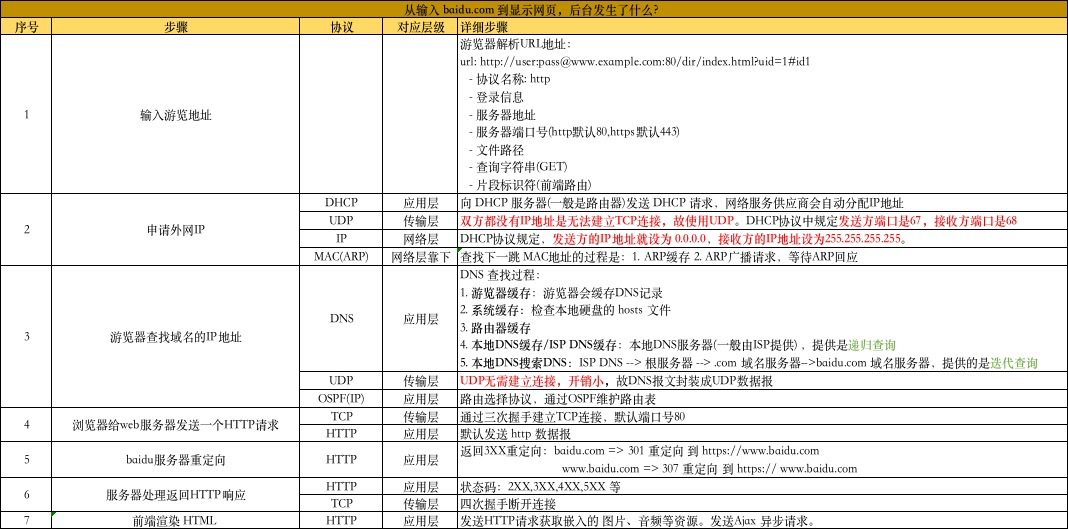 从输入 baidu.com 到显示网页，后台发生了什么?
序号 步骤 协议 对应层级 详细步骤
1 输入游览地址
游览器解析URL地址：
url: http://user:pass@www.example.com:80/dir/index.html?uid=1#id1
- 协议名称: http
- 登录信息
- 服务器地址
- 服务器端口号(http默认80,https默认443)
- 文件路径
- 查询字符串(GET)
- 片段标识符(前端路由)
2 申请外网IP
DHCP 应用层 向 DHCP 服务器(一般是路由器)发送 DHCP 请求，网络服务供应商会自动分配IP地址
UDP 传输层 双方都没有IP地址是无法建立TCP连接，故使用UDP。DHCP协议中规定发送方端口是67，接收方端口是68
IP 网络层 DHCP协议规定，发送方的IP地址就设为 0.0.0.0，接收方的IP地址设为255.255.255.255。
MAC(ARP) 网络层靠下 查找下一跳 MAC地址的过程是：1. ARP缓存 2. ARP广播请求，等待ARP回应
3 游览器查找域名的IP地址
DNS 应用层
DNS 查找过程：
1. 游览器缓存：游览器会缓存DNS记录
2. 系统缓存：检查本地硬盘的 hosts 文件
3. 路由器缓存
4. 本地DNS缓存/ISP DNS缓存：本地DNS服务器(一般由ISP提供)，提供是递归查询
5. 本地DNS搜索DNS：ISP DNS --> 根服务器 --> .com 域名服务器-->baidu.com 域名服务器，提供的是迭代查询
UDP 传输层 UDP无需建立连接，开销小，故DNS报文封装成UDP数据报
OSPF(IP) 应用层 路由选择协议，通过OSPF维护路由表
4 浏览器给web服务器发送一个HTTP请求
TCP 传输层 通过三次握手建立TCP连接，默认端口号80
HTTP 应用层 默认发送 http 数据报
5 baidu服务器重定向 HTTP 应用层
返回3XX重定向：baidu.com => 301 重定向 到 https://www.baidu.com
www.baidu.com => 307 重定向 到 https:// www.baidu.com
6 服务器处理返回HTTP响应
HTTP 应用层 状态码：2XX,3XX,4XX,5XX 等
TCP 传输层 四次握手断开连接
7 前端渲染 HTML HTTP 应用层 发送HTTP请求获取嵌入的 图片、音频等资源。发送Ajax 异步请求。